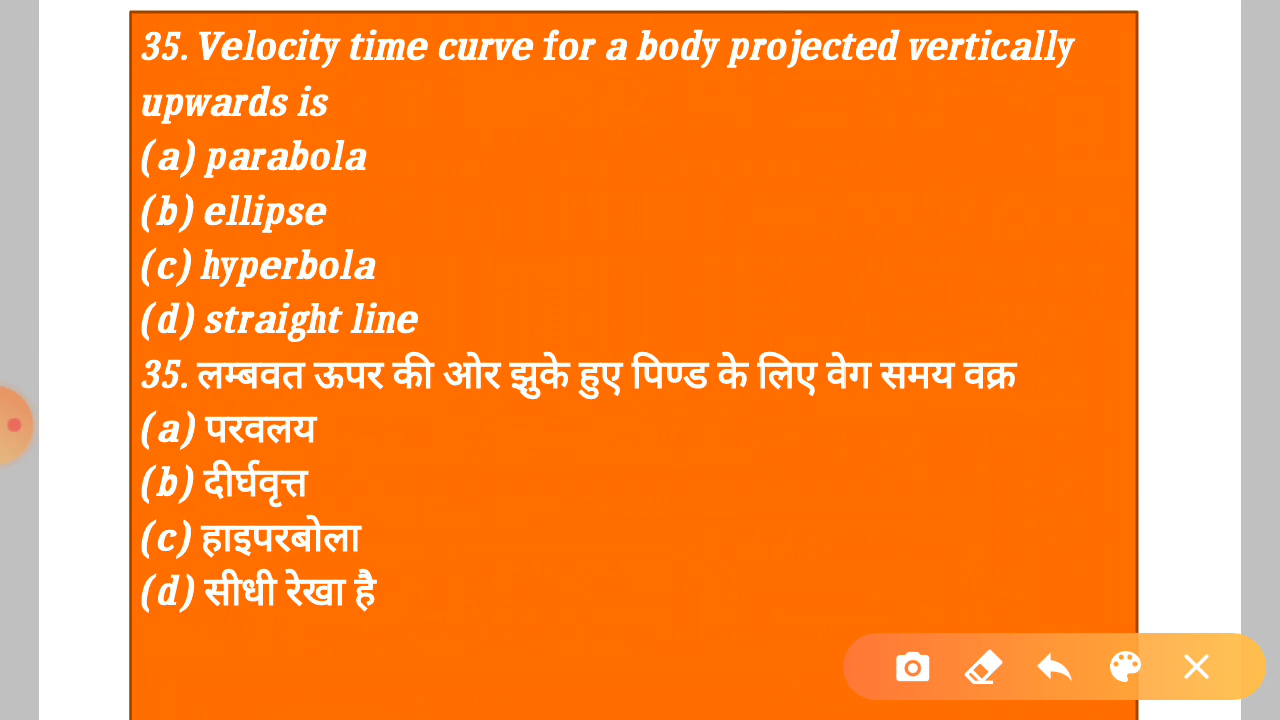 35. Velocity time curve for a body projected vertically
upwards is
(a) parabola
(b) ellipse
(c) hyperbola
(d) straight line
35. लम्बवत ऊपर की ओर झुके हुए पिण्ड के लिए वेग समय वक्र
(a) परवलय
(b) दीर्घवृत्त
(c) हाइपरबोला
(d) सीधी रेखा है